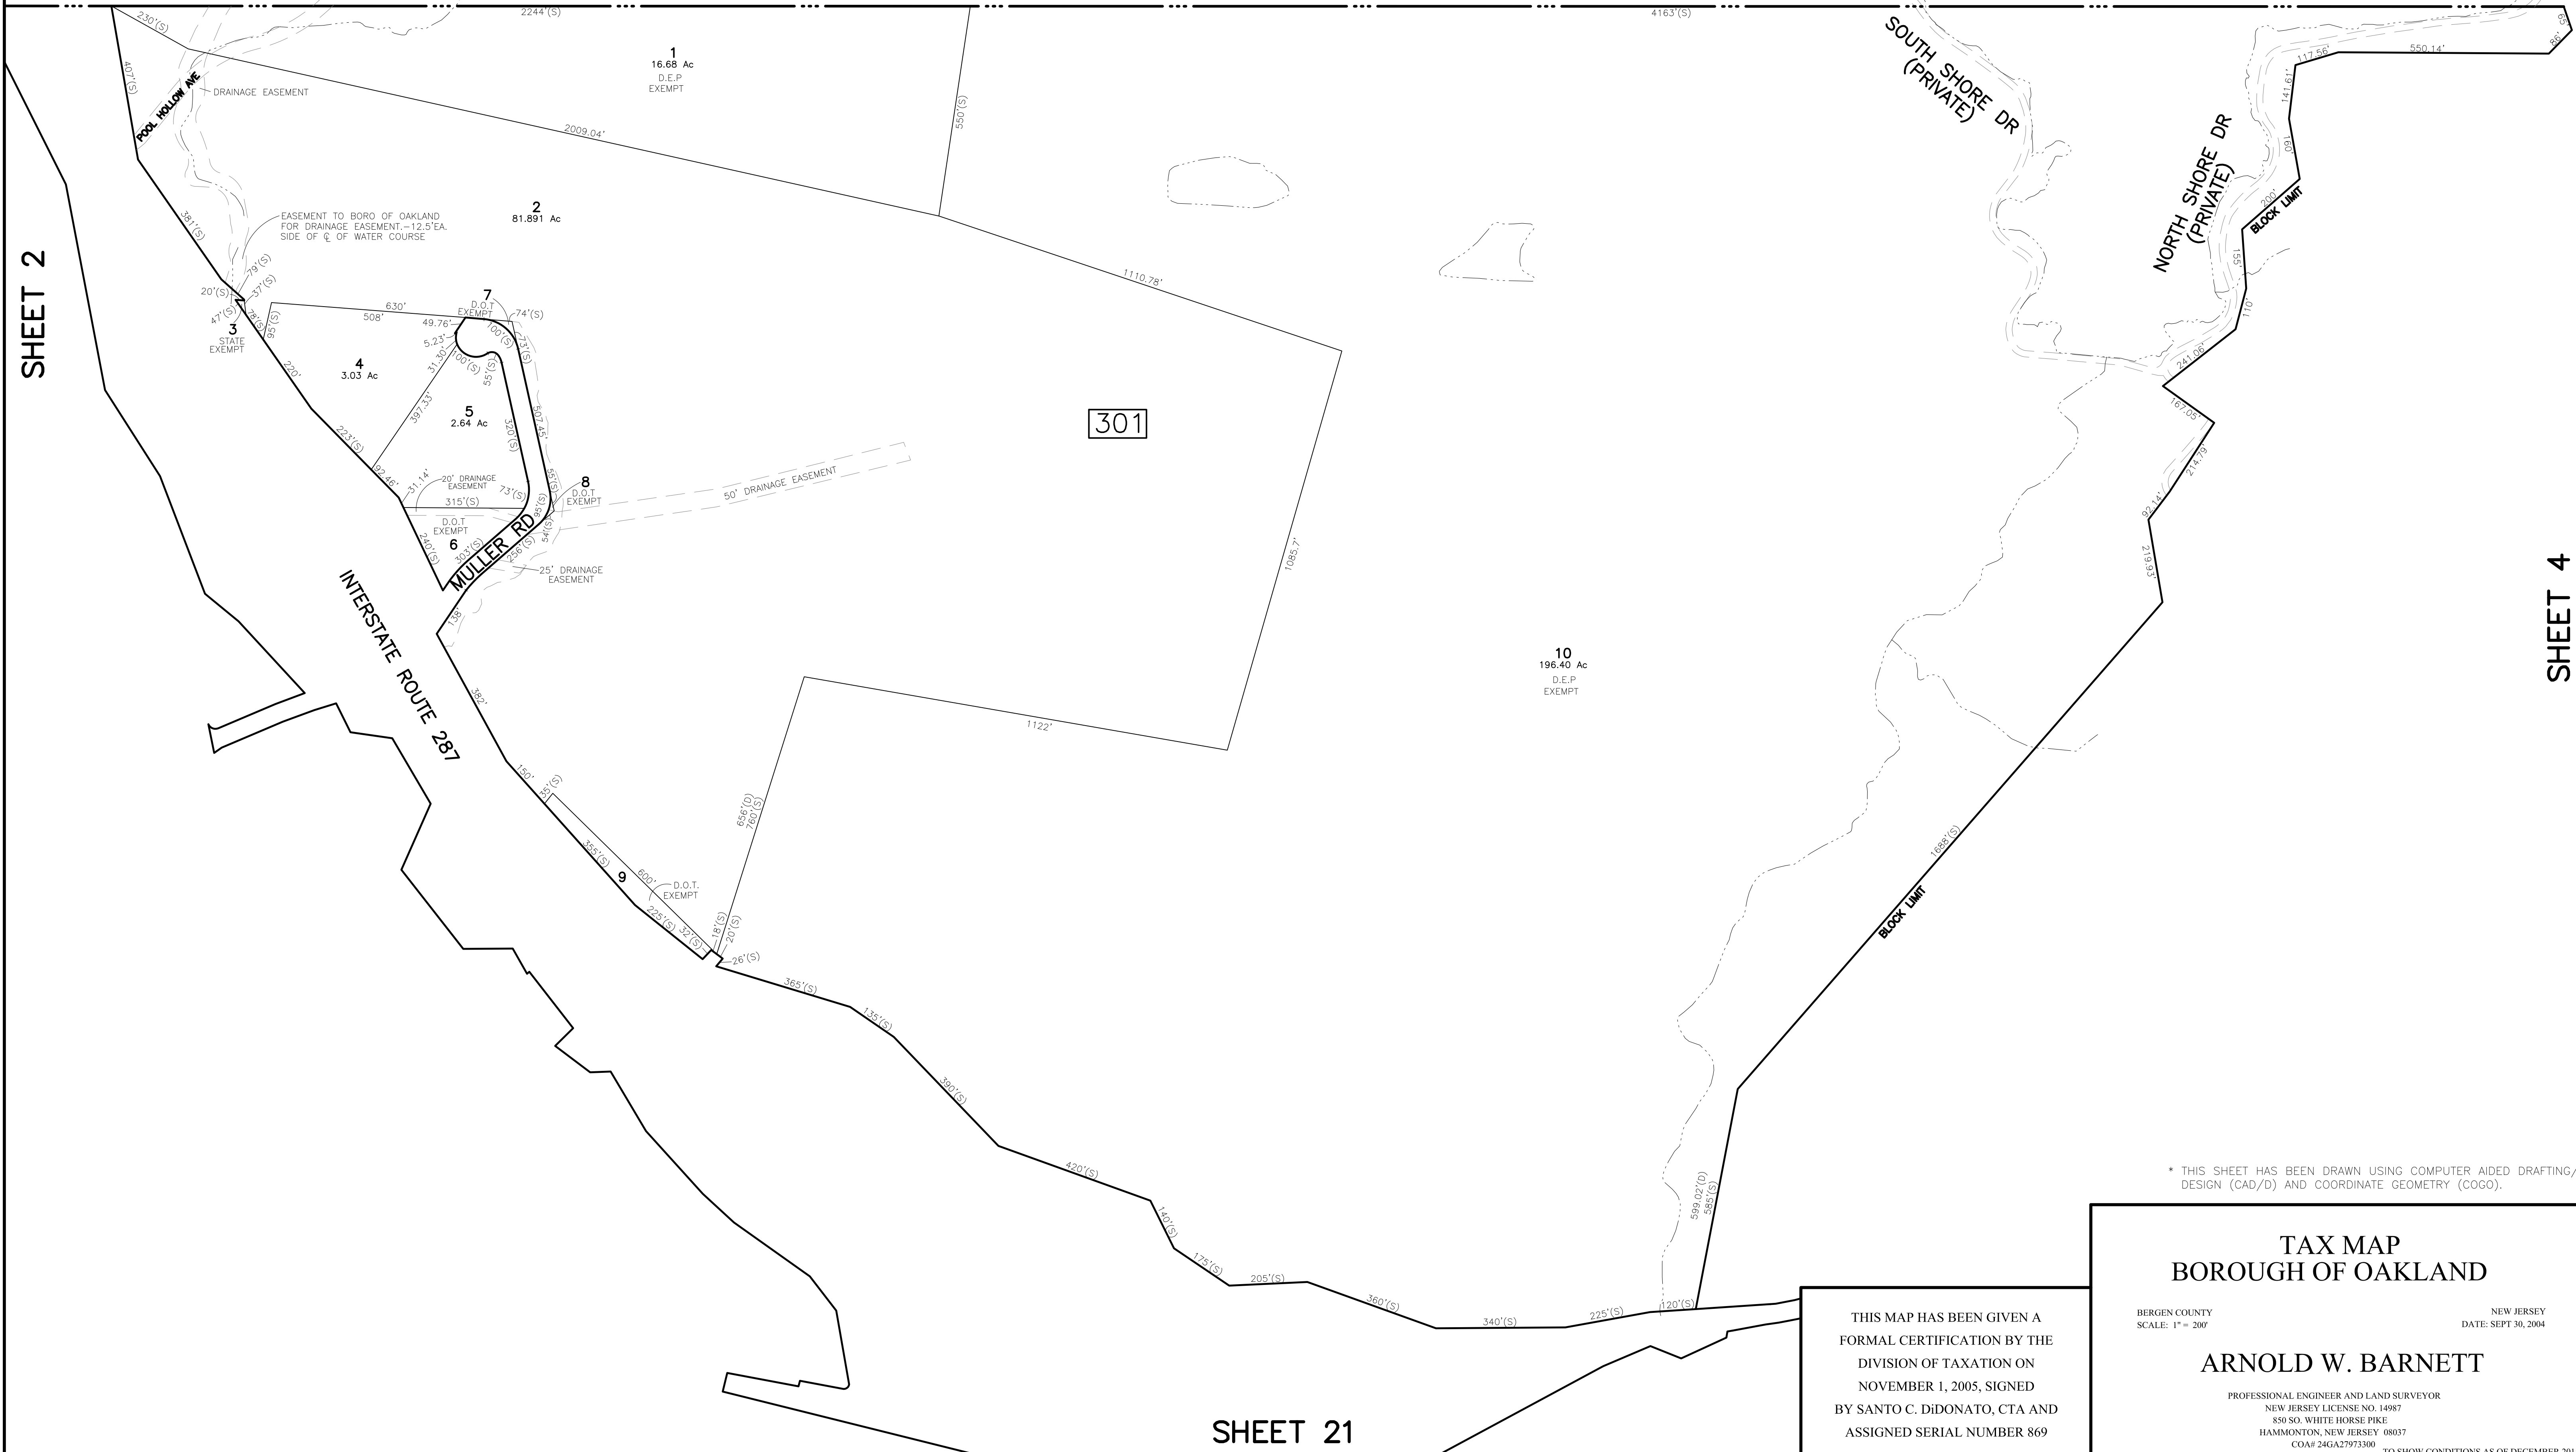 230'(S)
2244'(S)
4163'(S)
65'
86'
407'(S)
POOL HOLLOW AVE
DRAINAGE EASEMENT
1
16.68 Ac
D.E.P
EXEMPT
2009.04'
550'(S)
SOUTH SHORE DR
(PRIVATE)
NORTH SHORE DR
(PRIVATE)
117.56'
550.14'
141.61'
160'
200'
BLOCK LIMIT
155'
110'
241.06'
167.05'
214.79'
92.14'
219.93'
SHEET 2
381'(S)
EASEMENT TO BORO OF OAKLAND
FOR DRAINAGE EASEMENT.-12.5'EA.
SIDE OF ℄ OF WATER COURSE
2
81.891 Ac
1110.78'
79'(S)
37'(S)
20'(S)
47'(S)
78'(S)
95'(S)
3
STATE
EXEMPT
630'
508'
7
D.O.T
EXEMPT
74'(S)
49.76'
100'(S)
73'(S)
5.23'
31.30'
100'(S)
55'(S)
4
3.03 Ac
220'
397.33'
5
2.64 Ac
320'(S)
507.45'
301
223'(S)
92.46'
31.14'
20' DRAINAGE
EASEMENT
73'(S)
55'(S)
95'(S)
8
D.O.T
EXEMPT
50' DRAINAGE EASEMENT
315'(S)
D.O.T
EXEMPT
6
240'(S)
303'(S)
MULLER RD
256'(S)
54'(S)
25' DRAINAGE
EASEMENT
138'
1085.7'
INTERSTATE ROUTE 287
382'
1122'
10
196.40 Ac
D.E.P
EXEMPT
SHEET 4
150'
35'(S)
355'(S)
9
600'
D.O.T.
EXEMPT
225'(S)
32'(S)
18'(S)
20'(S)
26'(S)
656'(D)
760'(S)
1688'(S)
BLOCK LIMIT
365'(S)
135'(S)
390'(S)
420'(S)
140'(S)
175'(S)
205'(S)
360'(S)
340'(S)
225'(S)
120'(S)
599.02'(D)
585'(S)
SHEET 21
* THIS SHEET HAS BEEN DRAWN USING COMPUTER AIDED DRAFTING/
DESIGN (CAD/D) AND COORDINATE GEOMETRY (COGO).
THIS MAP HAS BEEN GIVEN A
FORMAL CERTIFICATION BY THE
DIVISION OF TAXATION ON
NOVEMBER 1, 2005, SIGNED
BY SANTO C. DiDONATO, CTA AND
ASSIGNED SERIAL NUMBER 869
TAX MAP
BOROUGH OF OAKLAND
BERGEN COUNTY
NEW JERSEY
SCALE: 1" = 200'
DATE: SEPT 30, 2004
ARNOLD W. BARNETT
PROFESSIONAL ENGINEER AND LAND SURVEYOR
NEW JERSEY LICENSE NO. 14987
850 SO. WHITE HORSE PIKE
HAMMONTON, NEW JERSEY 08037
COA# 24GA27973300
TO SHOW CONDITIONS AS OF DECEMBER